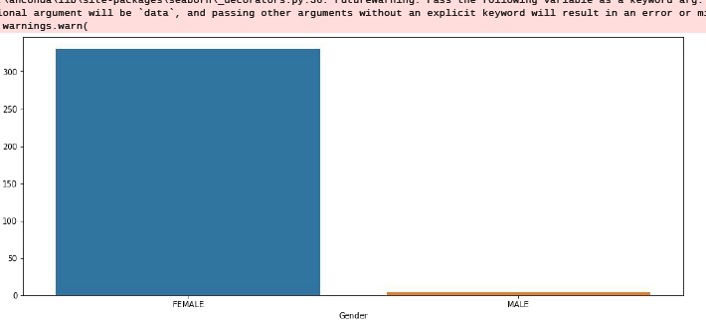 \anconda\lib\site-packages\seaborn\_decorators.py:36: FutureWarning: Pass the following variable as a keyword arg:
ional argument will be `data`, and passing other arguments without an explicit keyword will result in an error or mi
warnings.warn(
300
250
200
150
100
50
0
FEMALE MALE
Gender